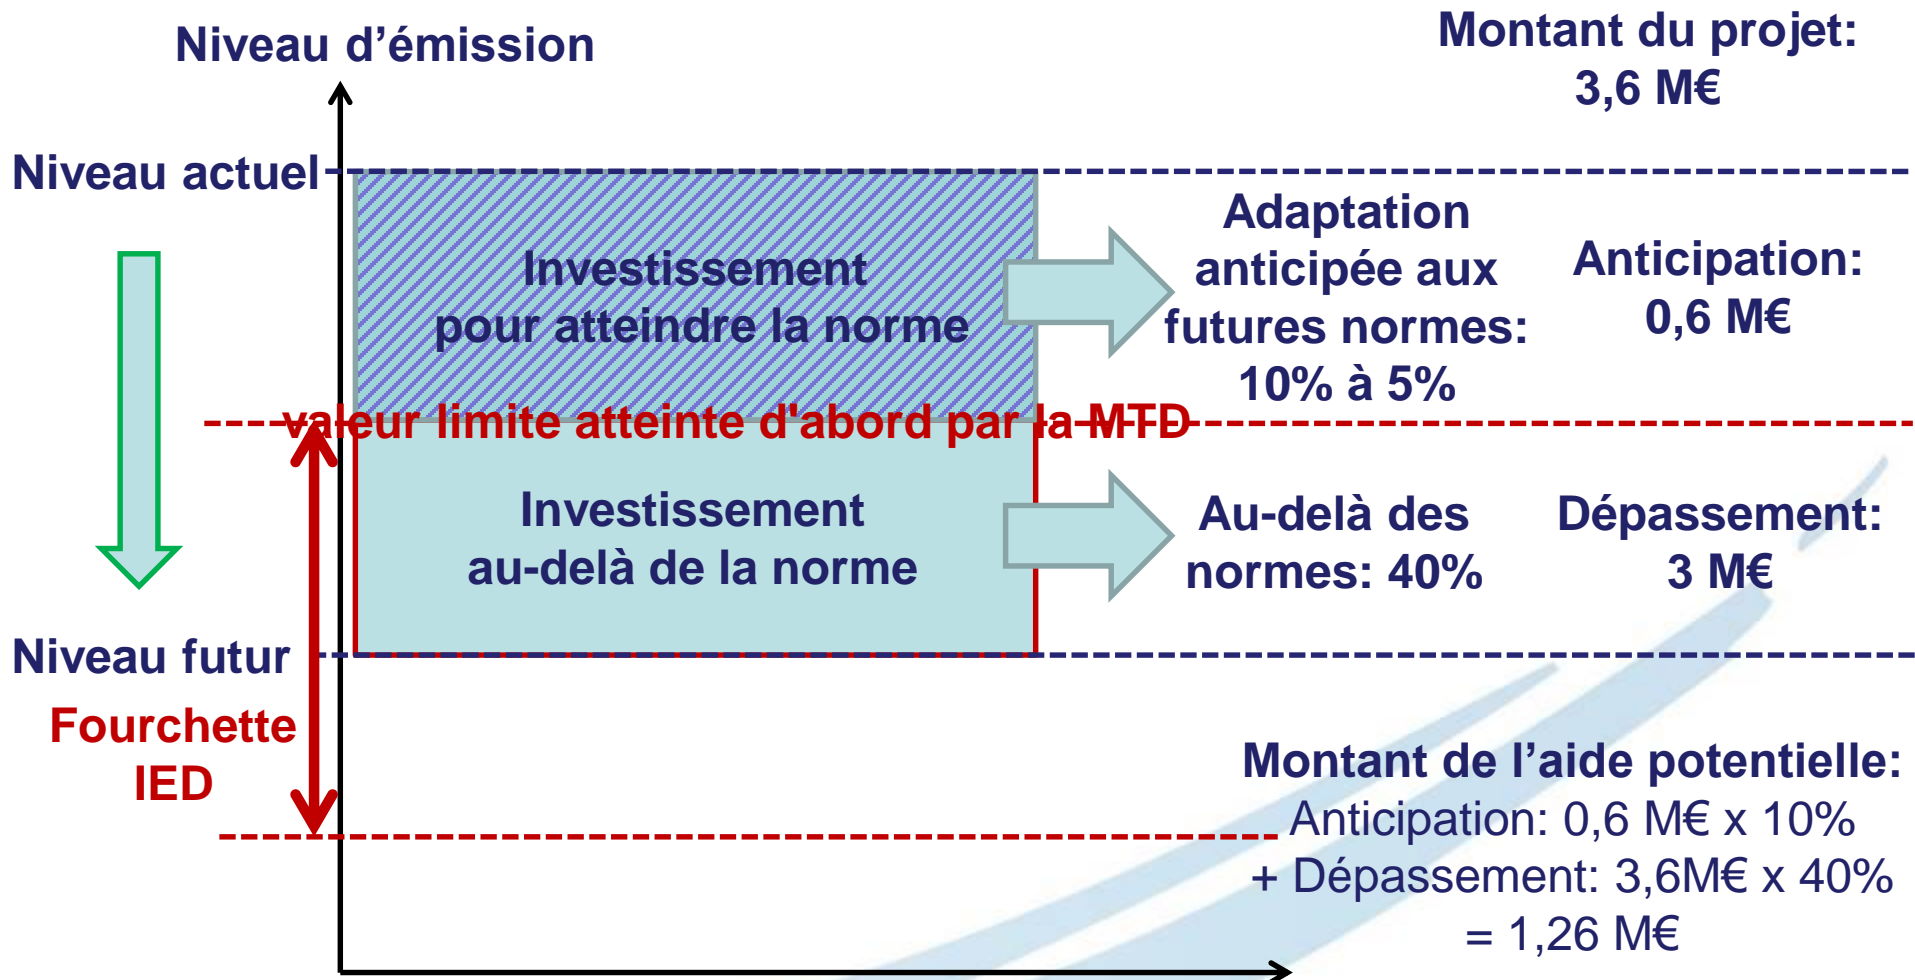 Niveau d’émission
Montant du projet:
3,6 M€
Niveau actuel
Investissement
pour atteindre la norme
Adaptation
anticipée aux
futures normes:
10% à 5%
Anticipation:
0,6 M€
valeur limite atteinte d'abord par la MTD
Investissement
au-delà de la norme
Au-delà des
normes: 40%
Dépassement:
3 M€
Niveau futur
Fourchette
IED
Montant de l’aide potentielle:
Anticipation: 0,6 M€ x 10%
+ Dépassement: 3,6M€ x 40%
= 1,26 M€